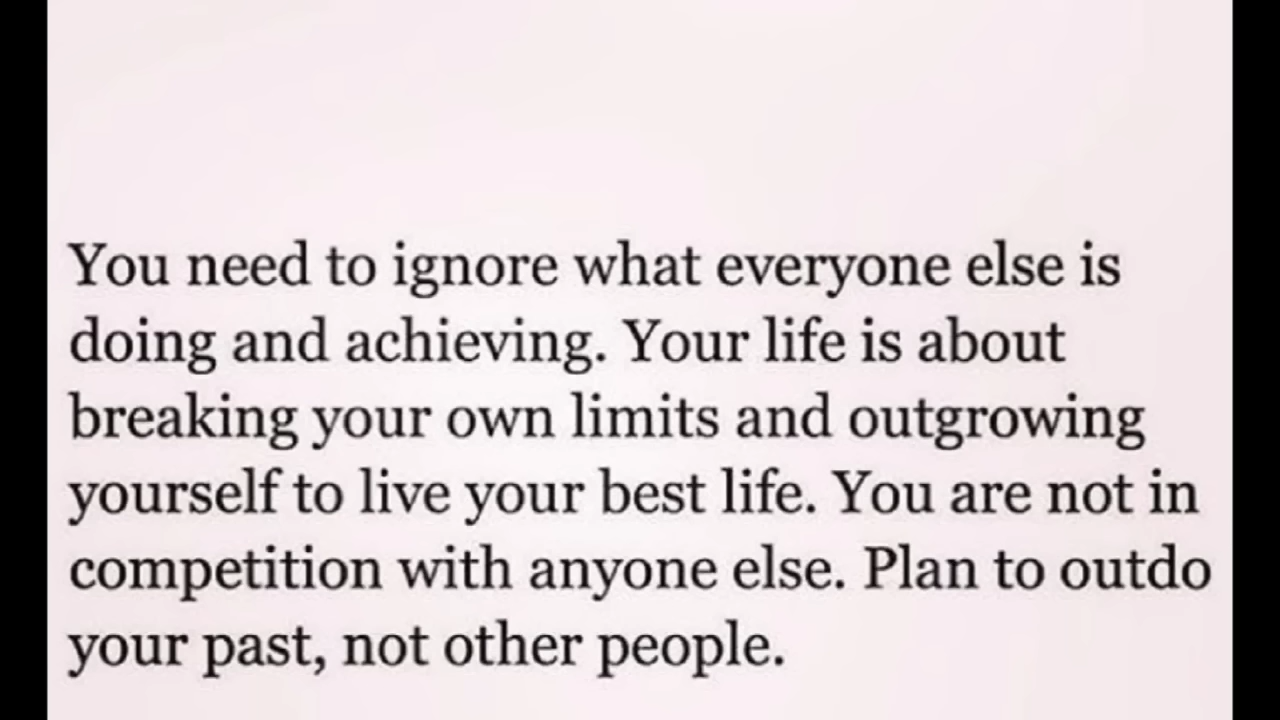 You need to ignore what everyone else is
doing and achieving. Your life is about
breaking your own limits and outgrowing
yourself to live your best life. You are not in
competition with anyone else. Plan to outdo
your past, not other people.